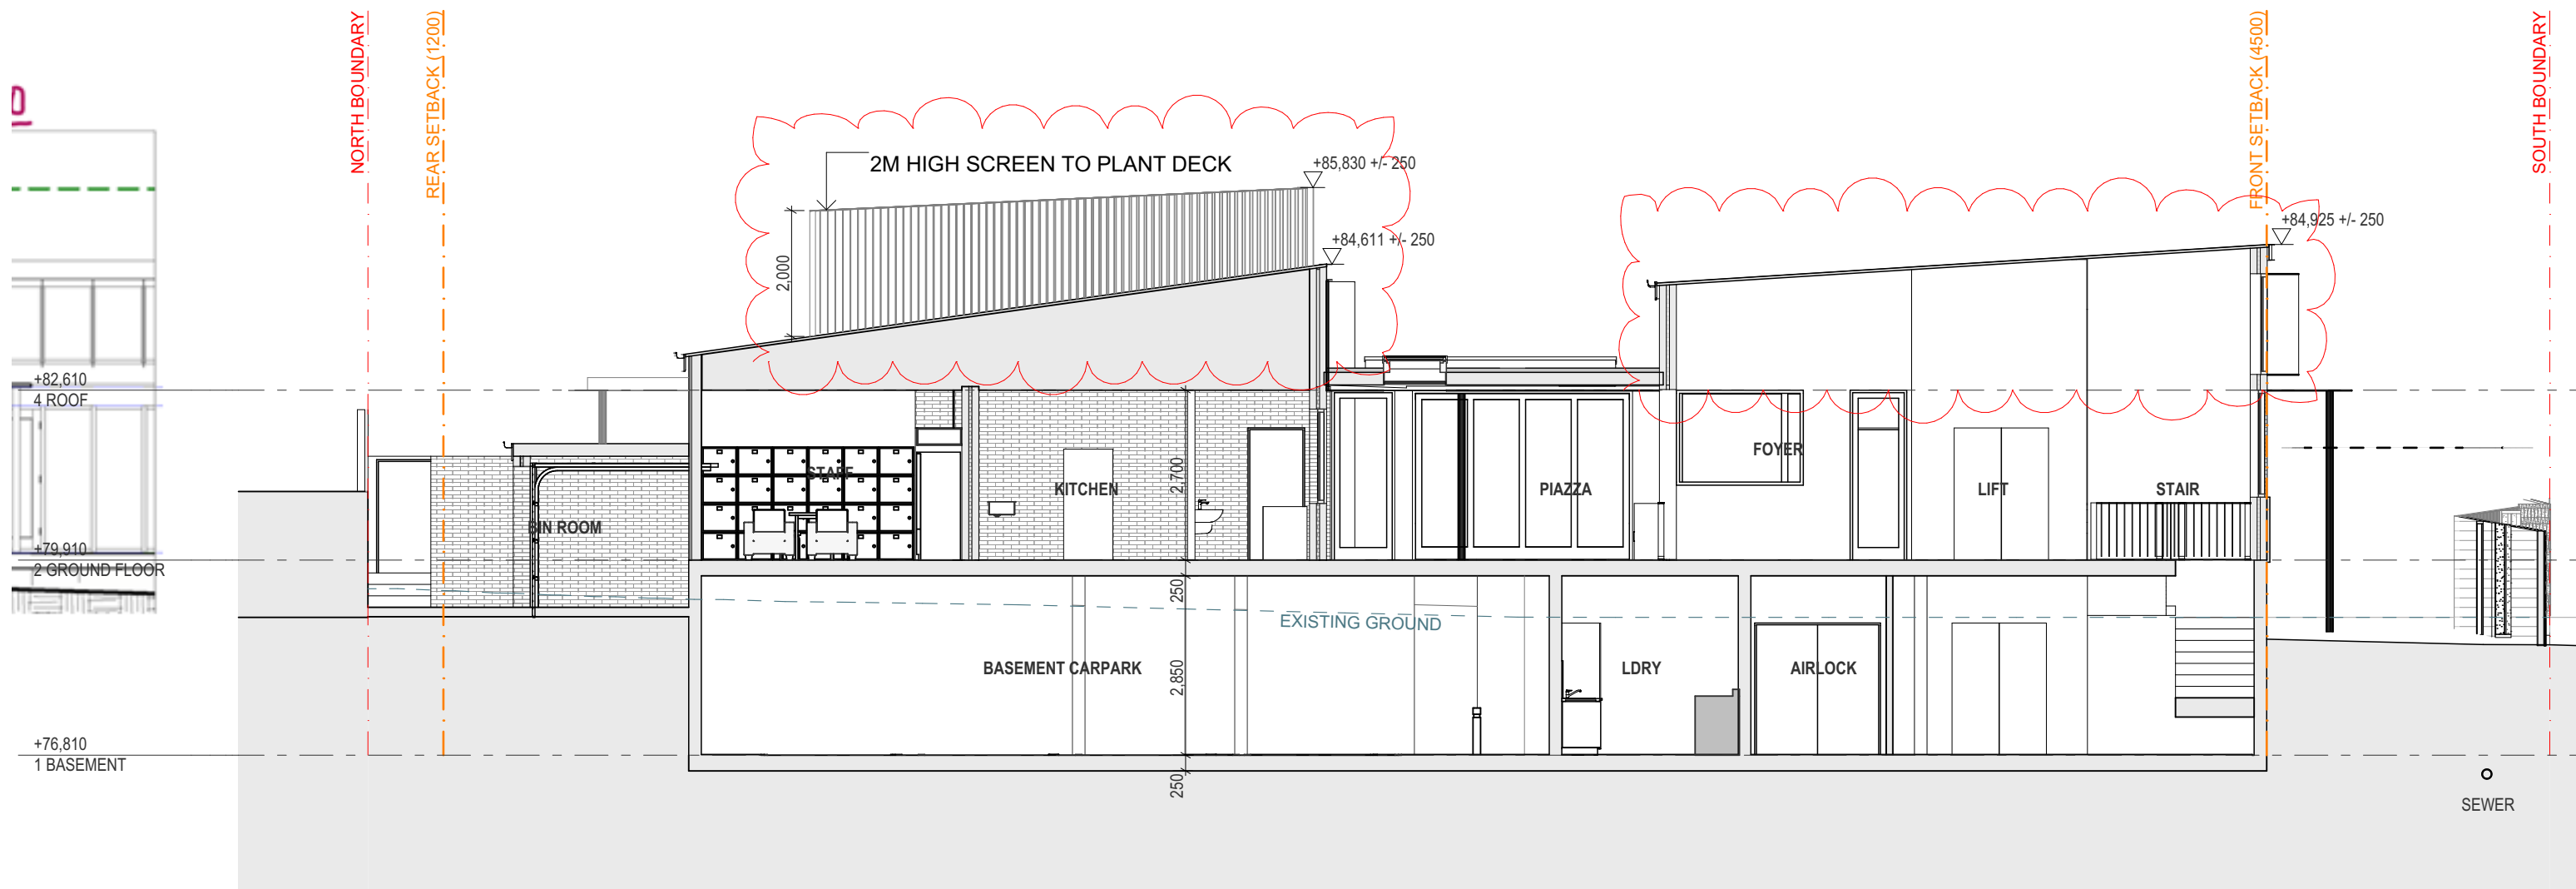 NORTH BOUNDARY
REAR SETBACK (1200)
FRONT SETBACK (4500)
SOUTH BOUNDARY
2M HIGH SCREEN TO PLANT DECK
+85,830 +/- 250
+84,611 +/- 250
+84,925 +/- 250
2,000
+82,610
4 ROOF
STAFF
KITCHEN
2,700
PIAZZA
FOYER
LIFT
STAIR
BIN ROOM
+79,910
2 GROUND FLOOR
250
EXISTING GROUND
BASEMENT CARPARK
2,850
LDRY
AIRLOCK
+76,810
1 BASEMENT
250
SEWER